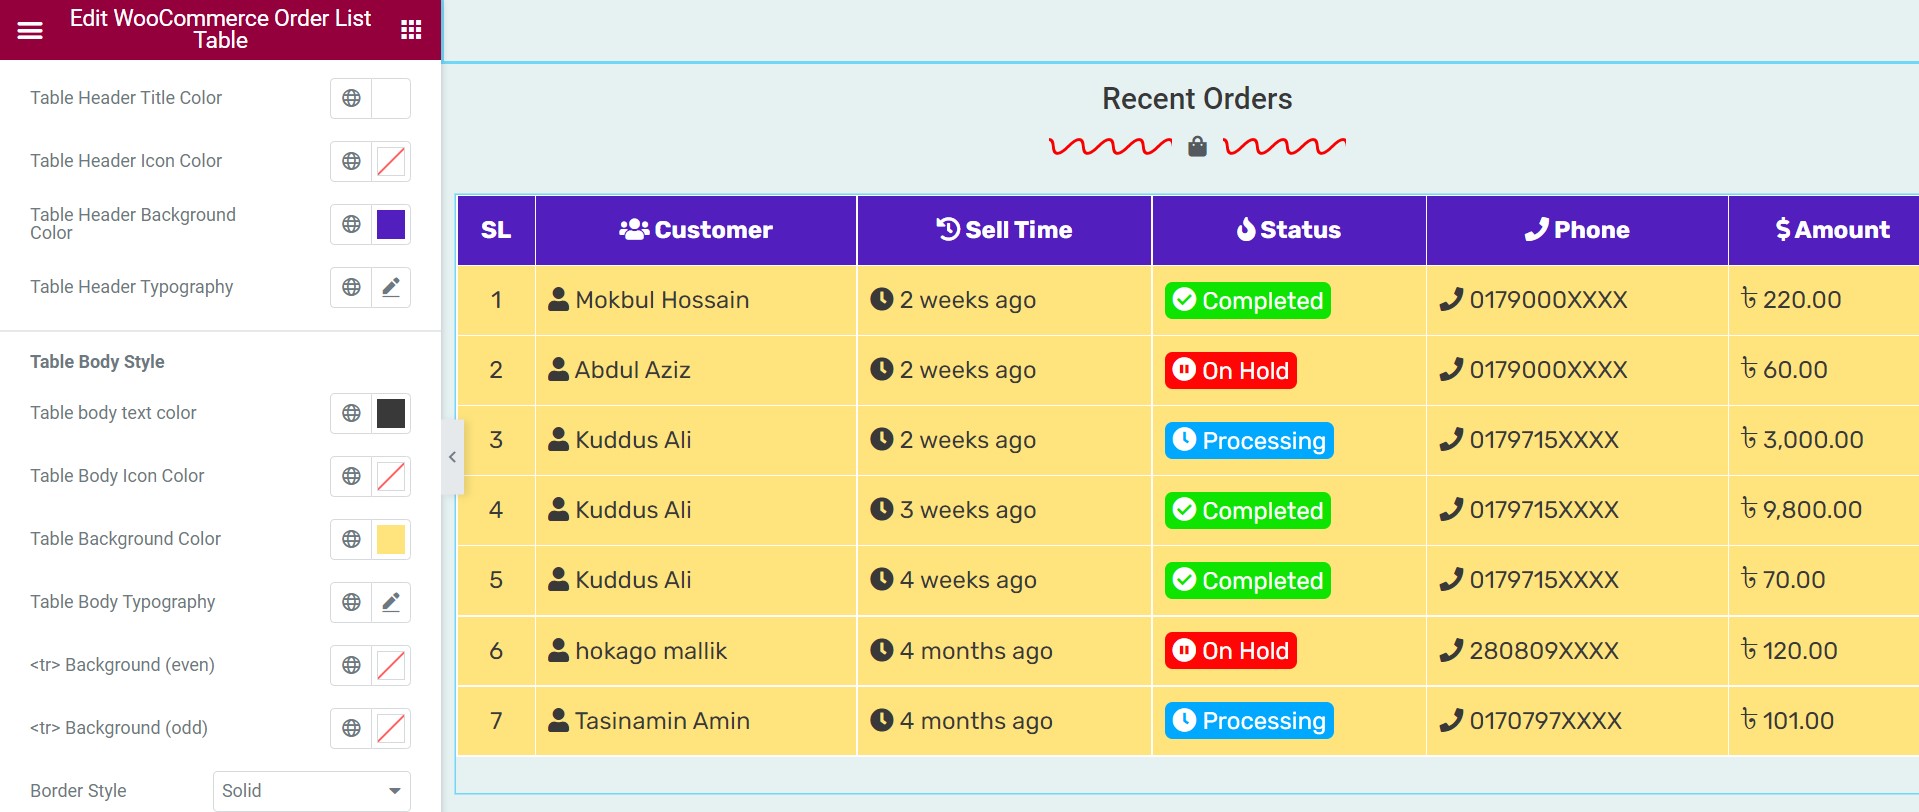 Edit WooCommerce Order List
Table
Table Header Title Color
Table Header Icon Color
Table Header Background
Color
Table Header Typography
Table Body Style
Table body text color
Table Body Icon Color
Table Background Color
Table Body Typography
<tr> Background (even)
<tr> Background (odd)
Border Style Solid
Recent Orders
SL Customer Sell Time Status Phone $ Amount
1 Mokbul Hossain 2 weeks ago Completed 0179000XXXX ৳ 220.00
2 Abdul Aziz 2 weeks ago On Hold 0179000XXXX ৳ 60.00
3 Kuddus Ali 2 weeks ago Processing 0179715XXXX ৳ 3,000.00
4 Kuddus Ali 3 weeks ago Completed 0179715XXXX ৳ 9,800.00
5 Kuddus Ali 4 weeks ago Completed 0179715XXXX ৳ 70.00
6 hokago mallik 4 months ago On Hold 280809XXXX ৳ 120.00
7 Tasinamin Amin 4 months ago Processing 0170797XXXX ৳ 101.00